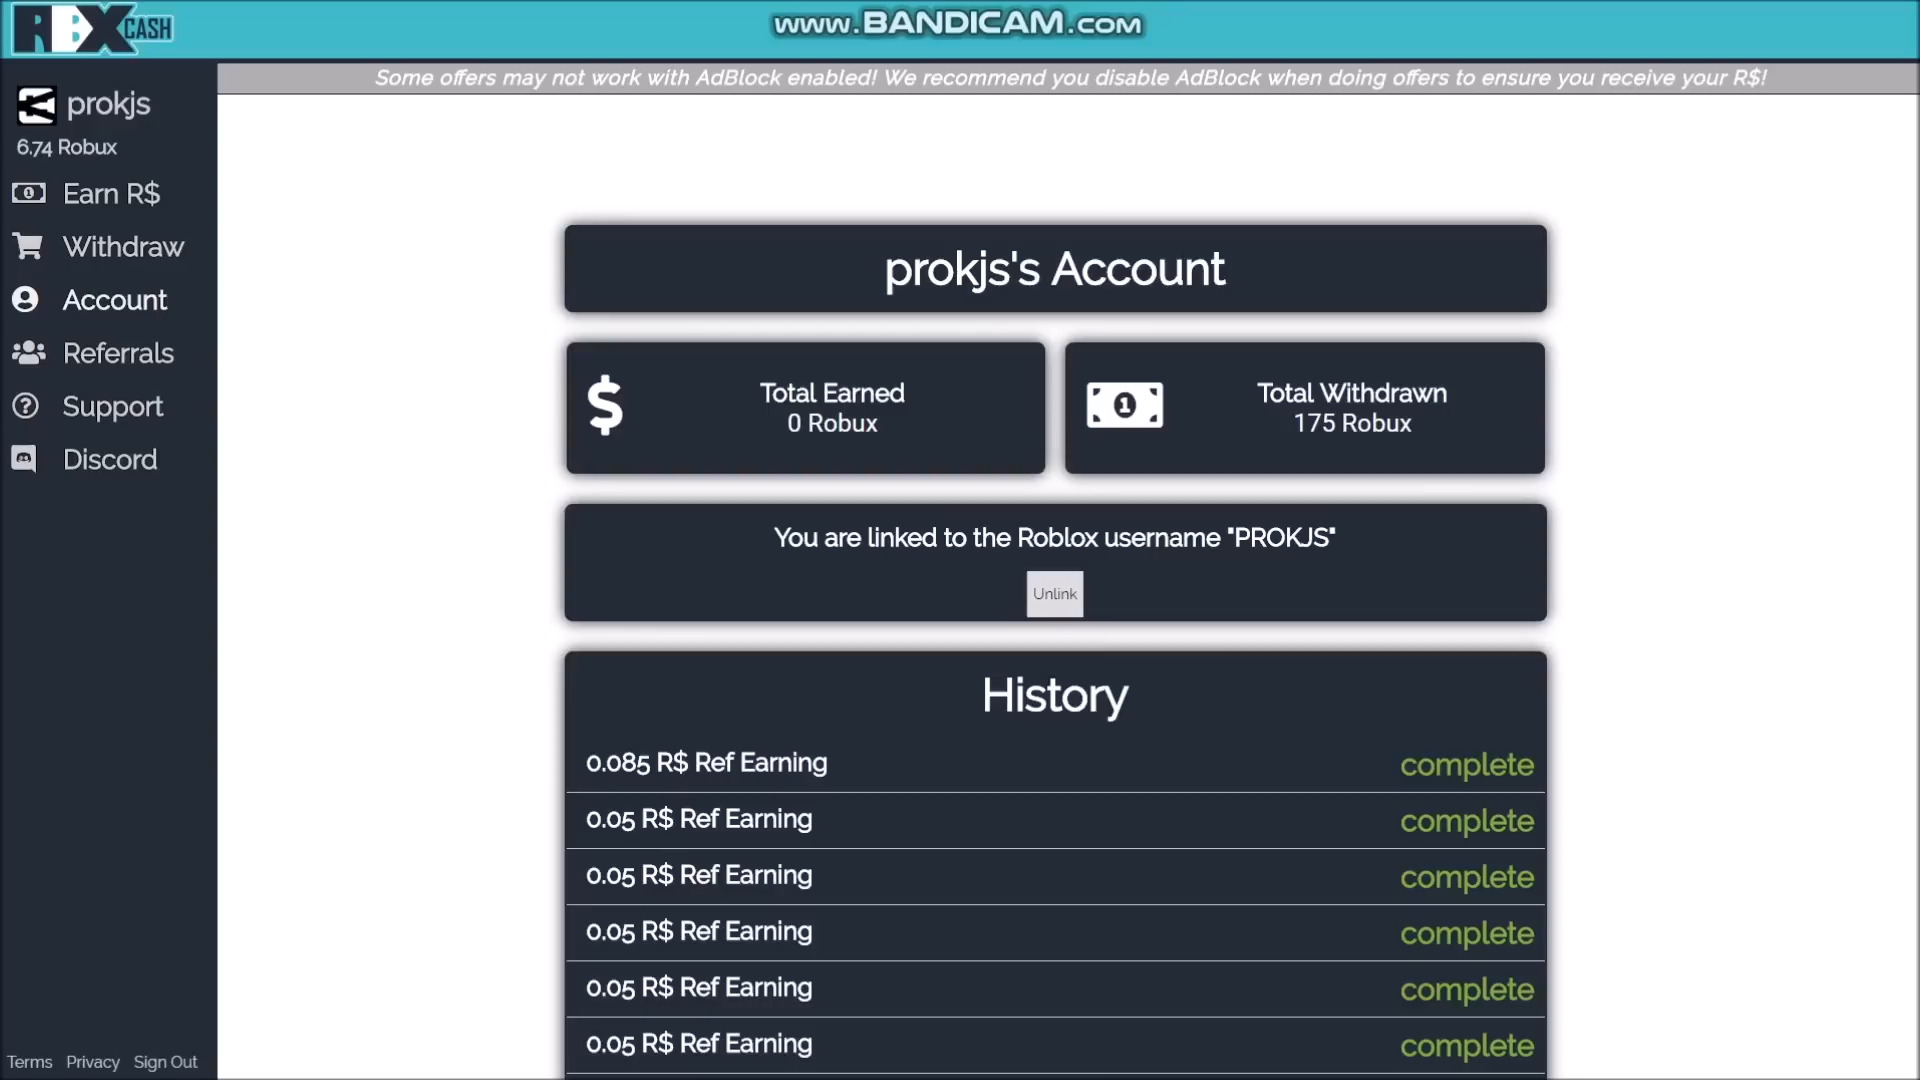 RBX CASH
www.BANDICAM.com
Some offers may not work with AdBlock enabled! We recommend you disable AdBlock when doing offers to ensure you receive your R$!
prokjs
6.74 Robux
Earn R$
Withdraw
Account
Referrals
Support
Discord
prokjs's Account
Total Earned
0 Robux
Total Withdrawn
175 Robux
You are linked to the Roblox username "PROKJS"
Unlink
History
0.085 R$ Ref Earning complete
0.05 R$ Ref Earning complete
0.05 R$ Ref Earning complete
0.05 R$ Ref Earning complete
0.05 R$ Ref Earning complete
0.05 R$ Ref Earning complete
Terms Privacy Sign Out